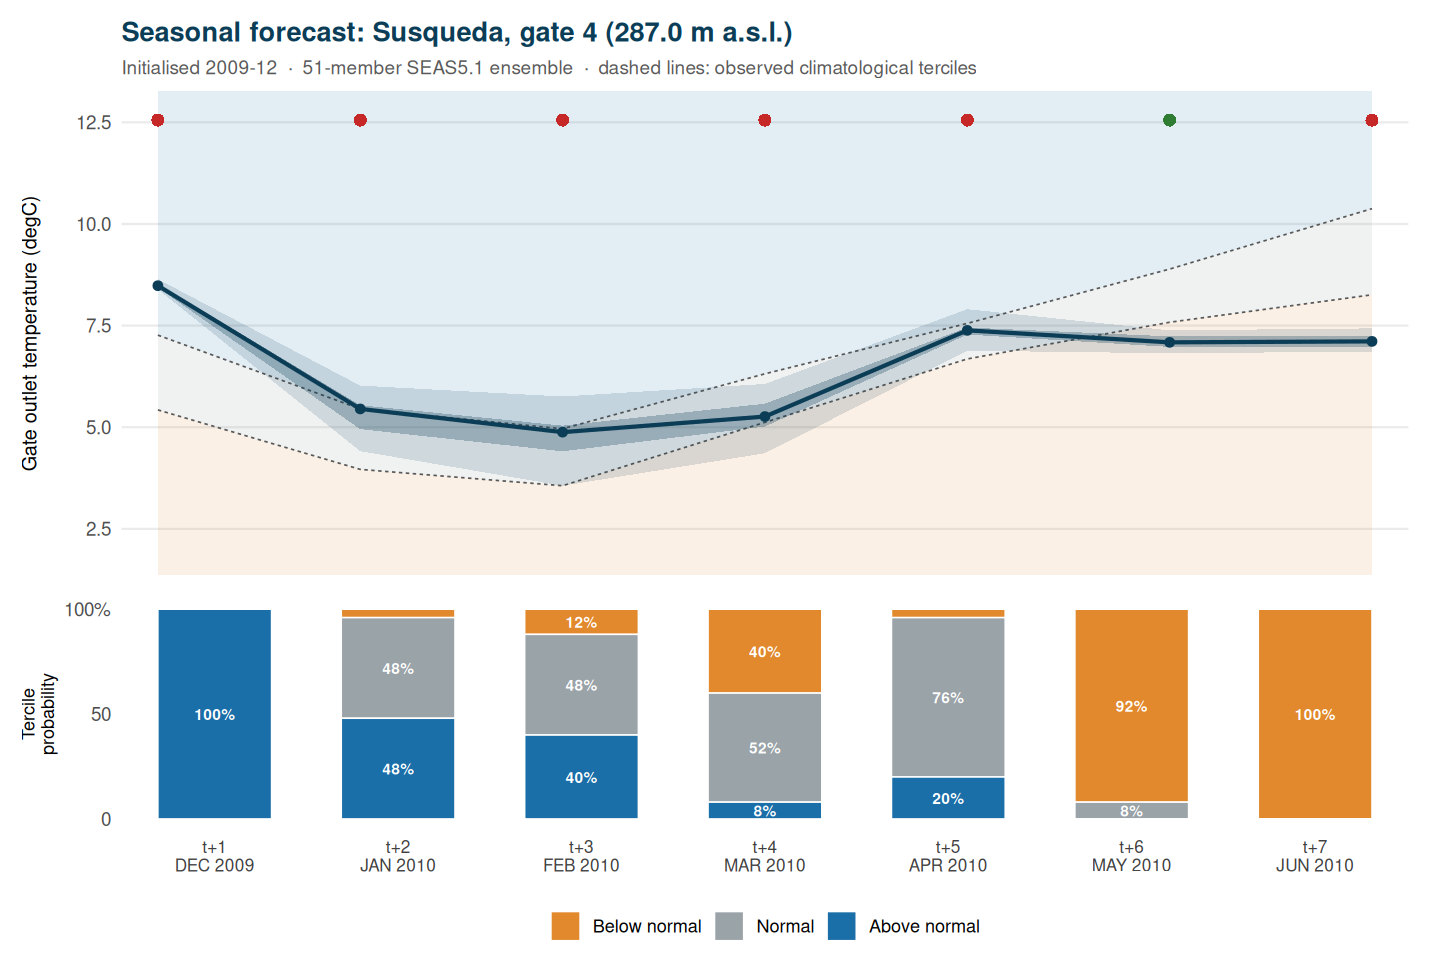 Seasonal forecast: Susqueda, gate 4 (287.0 m a.s.l.)
Initialised 2009-12 · 51-member SEAS5.1 ensemble · dashed lines: observed climatological terciles
Gate outlet temperature (degC)
12.5
10.0
7.5
5.0
2.5
Tercile
probability
100%
50
0
100%
48%
48%
12%
48%
40%
40%
52%
8%
76%
20%
92%
8%
100%
t+1 t+2 t+3 t+4 t+5 t+6 t+7
DEC 2009 JAN 2010 FEB 2010 MAR 2010 APR 2010 MAY 2010 JUN 2010
Below normal Normal Above normal